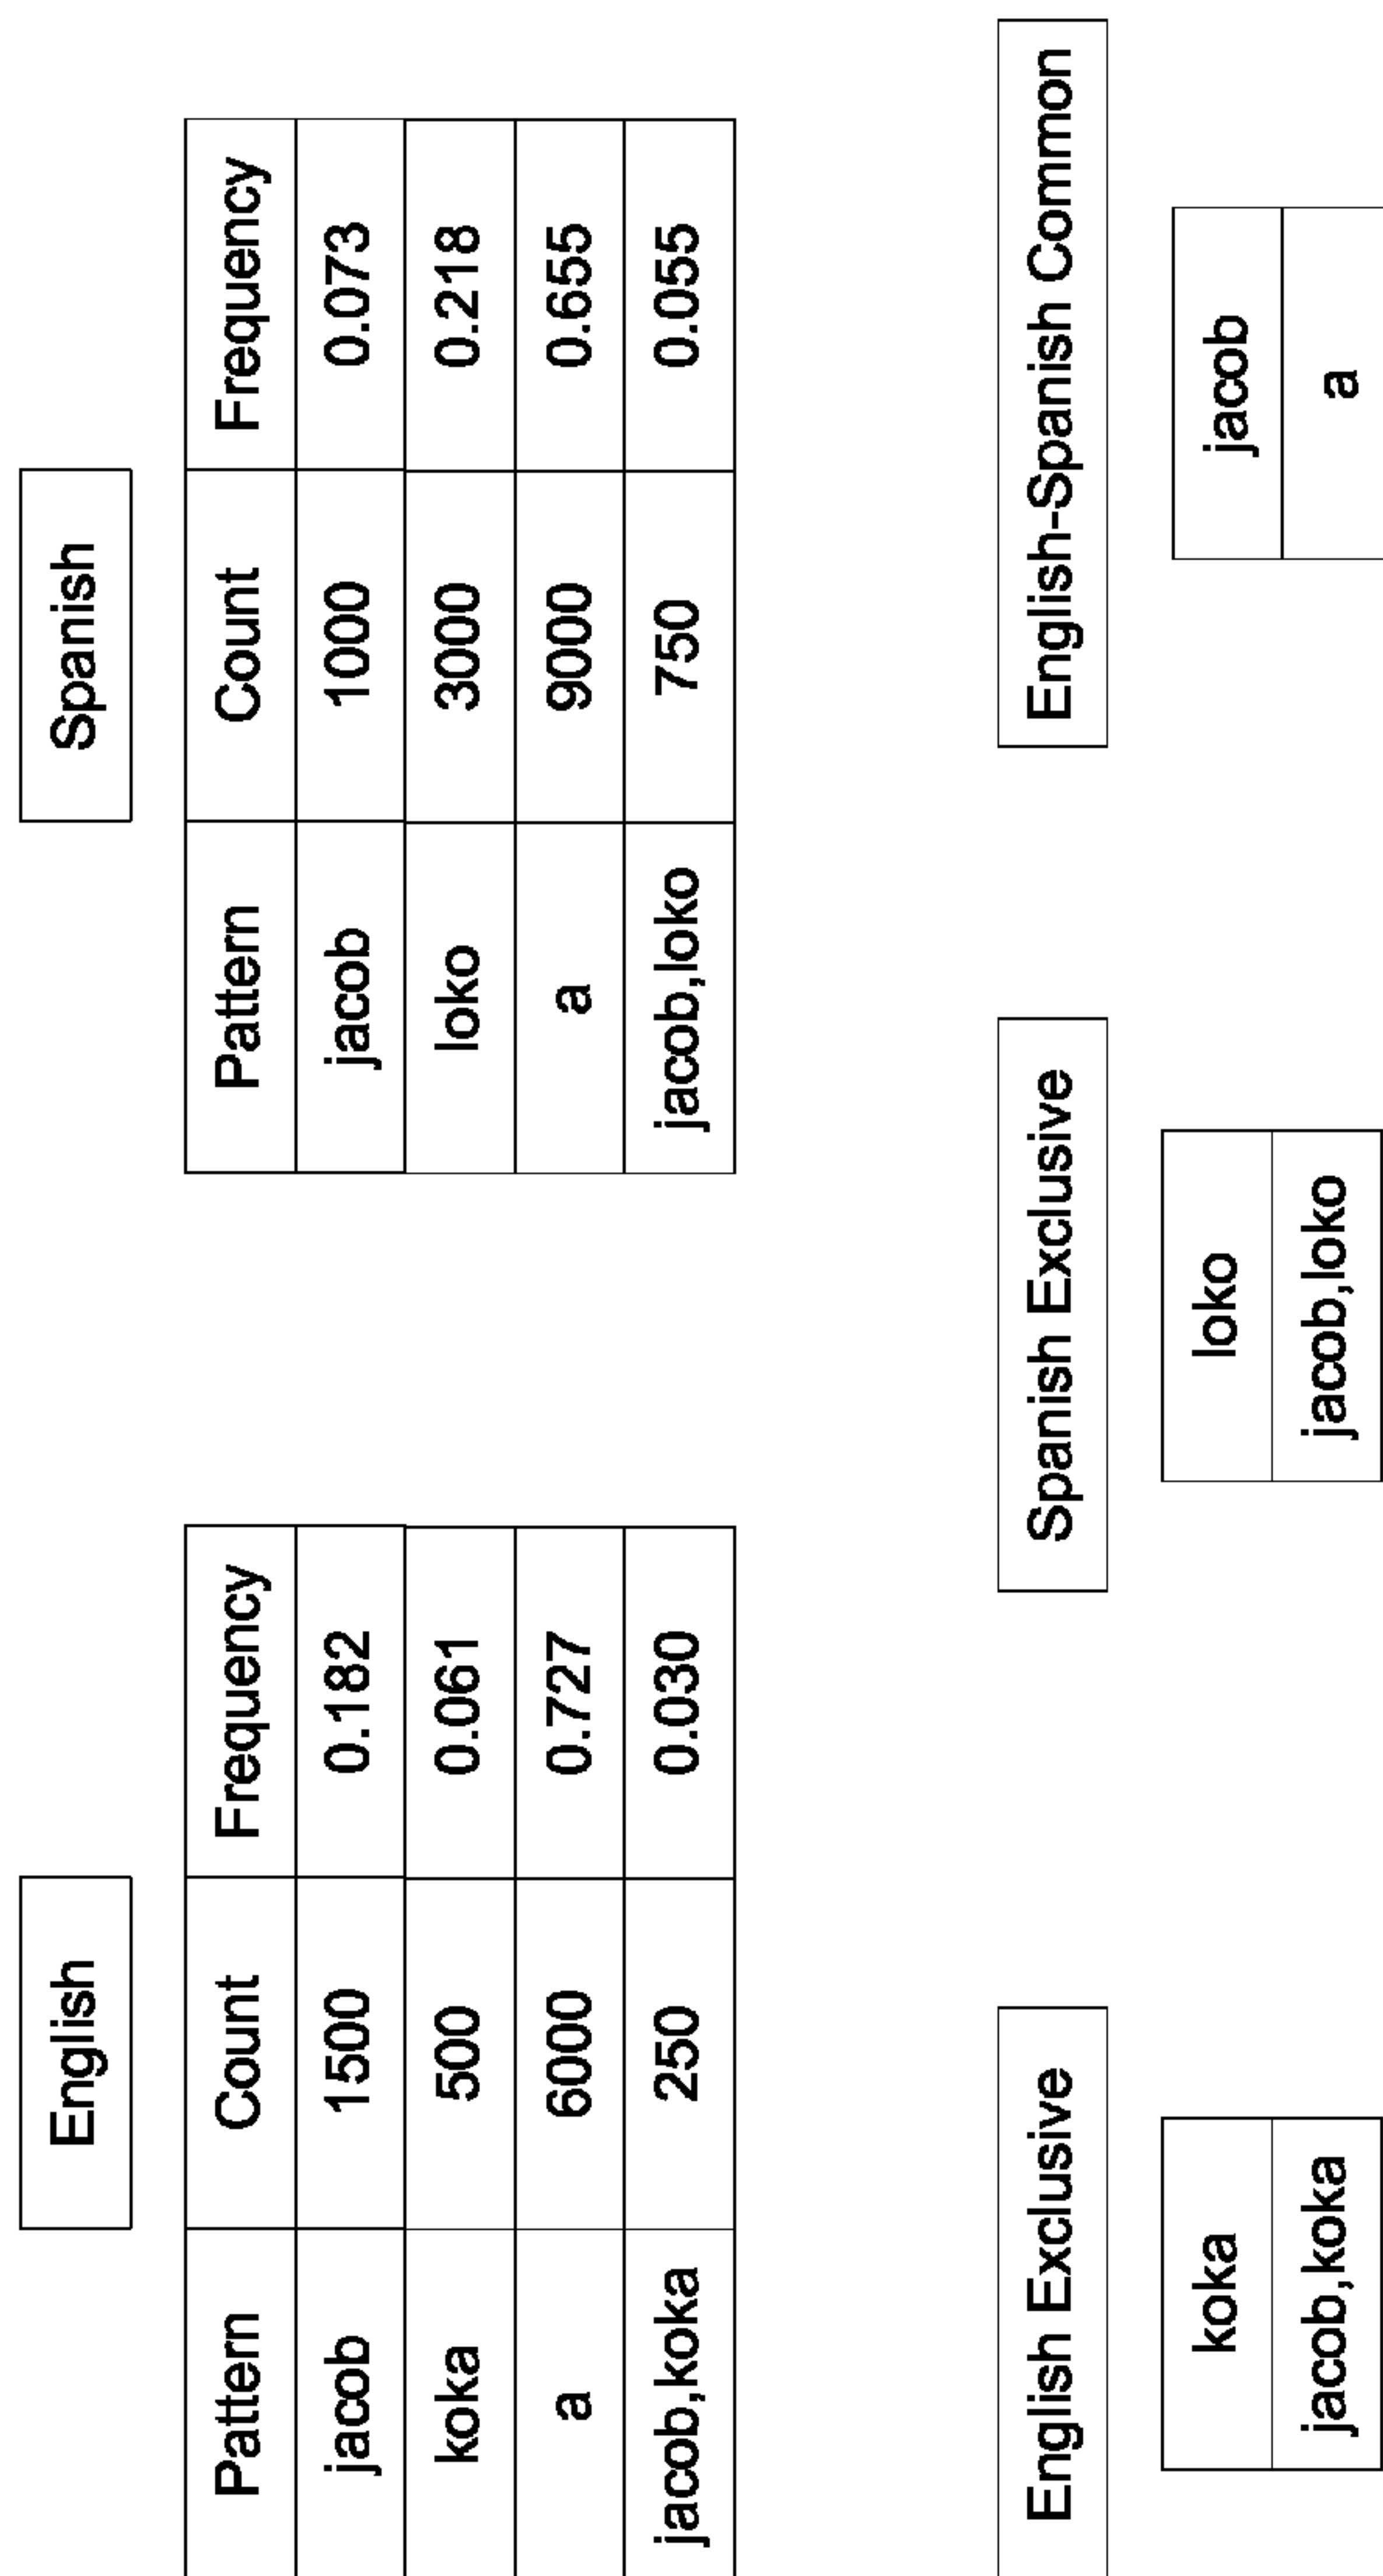 English
Pattern Count Frequency
jacob 1500 0.182
koka 500 0.061
a 6000 0.727
jacob,koka 250 0.030
Spanish
Pattern Count Frequency
jacob 1000 0.073
loko 3000 0.218
a 9000 0.655
jacob,loko 750 0.055
English Exclusive
koka
jacob,koka
Spanish Exclusive
loko
jacob,loko
English-Spanish Common
jacob
a